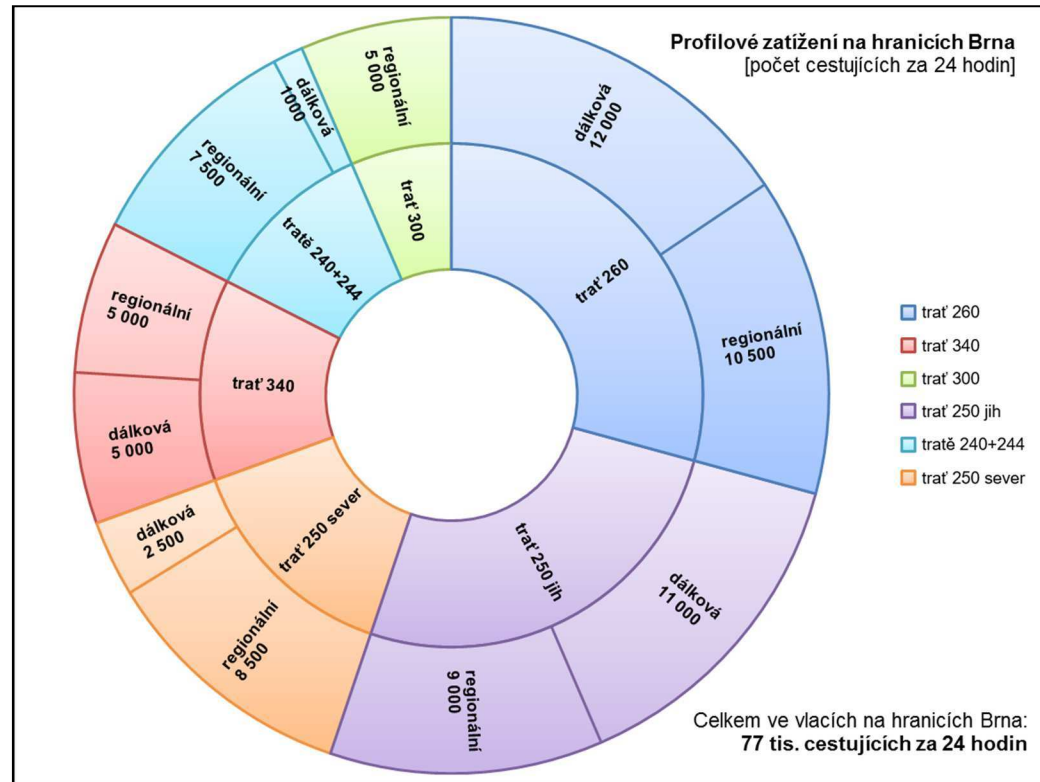 Profilové zatížení na hranicích Brna
[počet cestujících za 24 hodin]
dálková
12 000
regionální
10 500
trať 260
dálková
11 000
regionální
9 000
trať 250 jih
regionální
8 500
dálková
2 500
trať 250 sever
dálková
5 000
regionální
5 000
trať 340
regionální
7 500
dálková
1000
tratě 240+244
regionální
5 000
trať 300
trať 260
trať 340
trať 300
trať 250 jih
tratě 240+244
trať 250 sever
Celkem ve vlacích na hranicích Brna:
77 tis. cestujících za 24 hodin